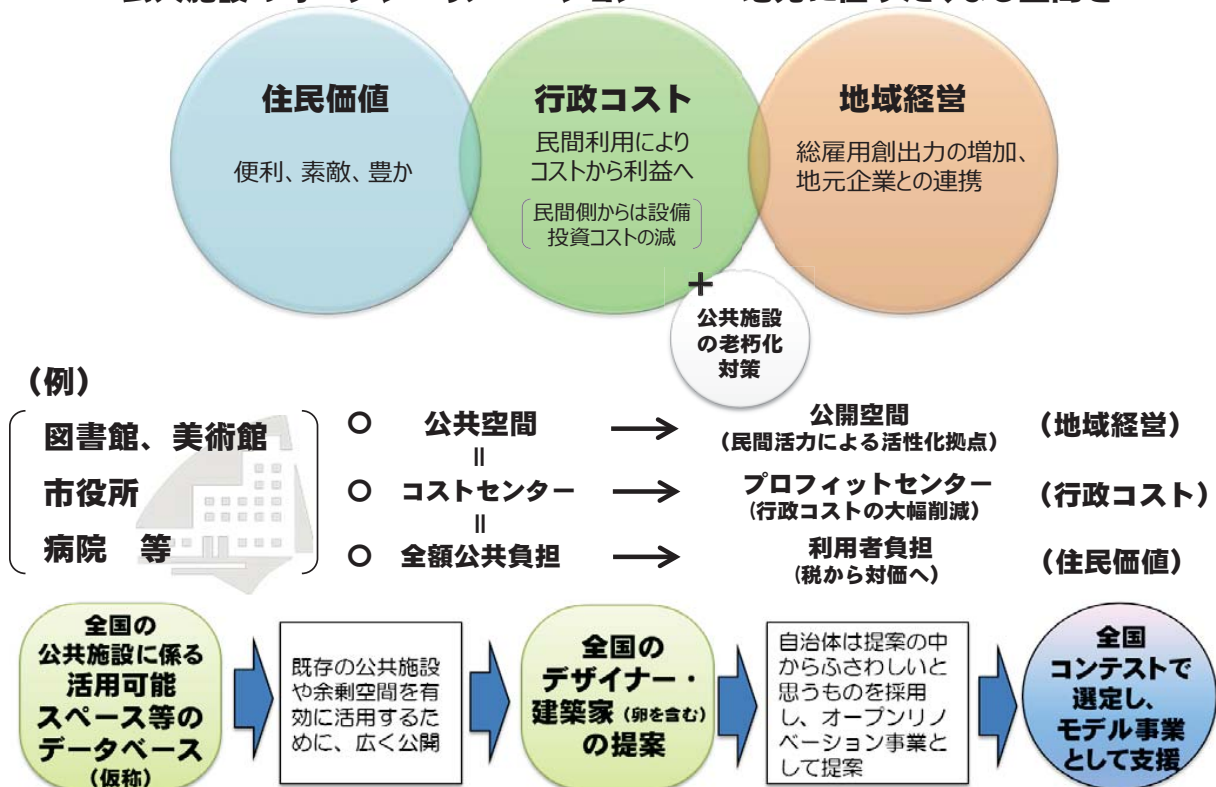 住民価値
便利、素敵、豊か
行政コスト
民間利用により
コストから利益へ
民間側からは設備
投資コストの減
地域経営
総雇用創出力の増加、
地元企業との連携
＋
公共施設
の老朽化
対策
（例）
図書館、美術館
市役所
病院　等
○　公共空間　→　公開空間　（地域経営）
（民間活力による活性化拠点）
＝
○　コストセンター　→　プロフィットセンター　（行政コスト）
(行政コストの大幅削減)
＝
○　全額公共負担　→　利用者負担　（住民価値）
(税から対価へ)
全国の
公共施設に係る
活用可能
スペース等の
データベース
（仮称）
既存の公共施設
や余剰空間を有
効に活用するた
めに、広く公開
全国の
デザイナー・
建築家（卵を含む）
の提案
自治体は提案の中
からふさわしいと
思うものを採用
し、オープンリノ
ベーション事業と
して提案
全国
コンテストで
選定し、
モデル事業
として支援